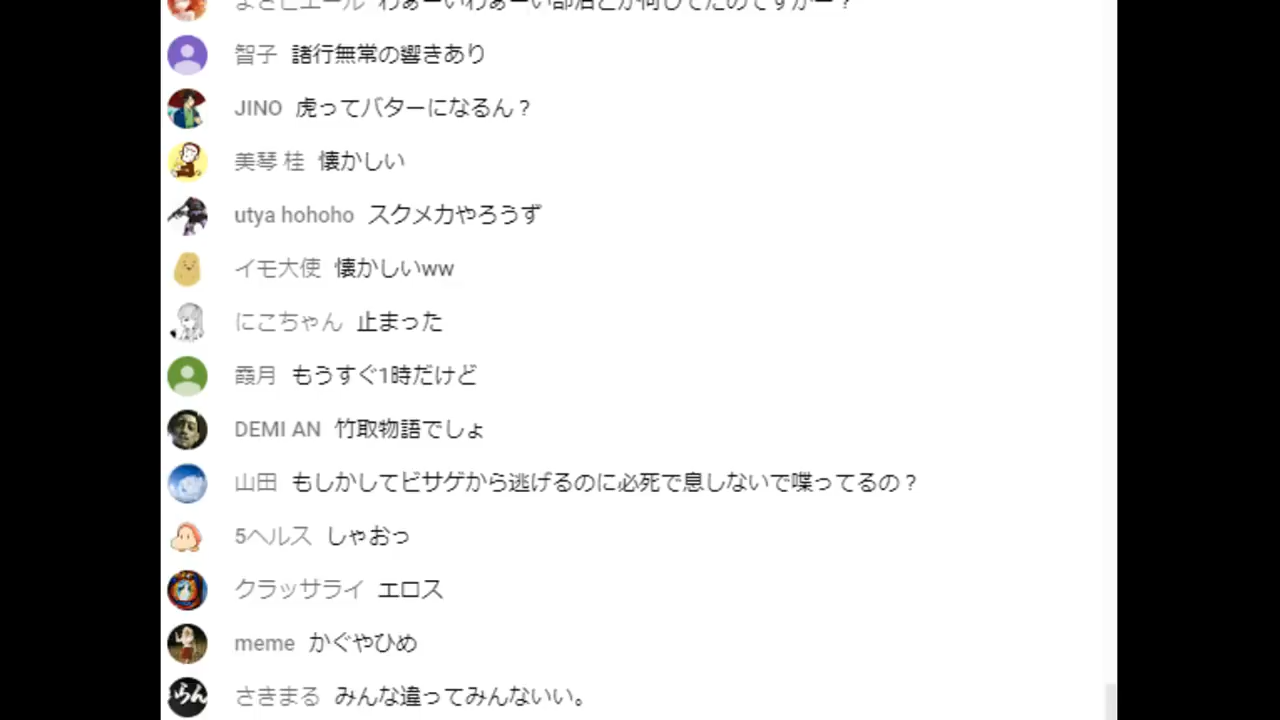 智子 諸行無常の響きあり
JINO 虎ってバターになるん？
美琴 桂 懐かしい
utya hohoho スクメカやろうず
イモ大使 懐かしいww
にこちゃん 止まった
霞月 もうすぐ1時だけど
DEMI AN 竹取物語でしょ
山田 もしかしてビサゲから逃げるのに必死で息しないで喋ってるの？
5ヘルス しゃおっ
クラッサライ エロス
meme かぐやひめ
らん さきまる みんな違ってみんないい。